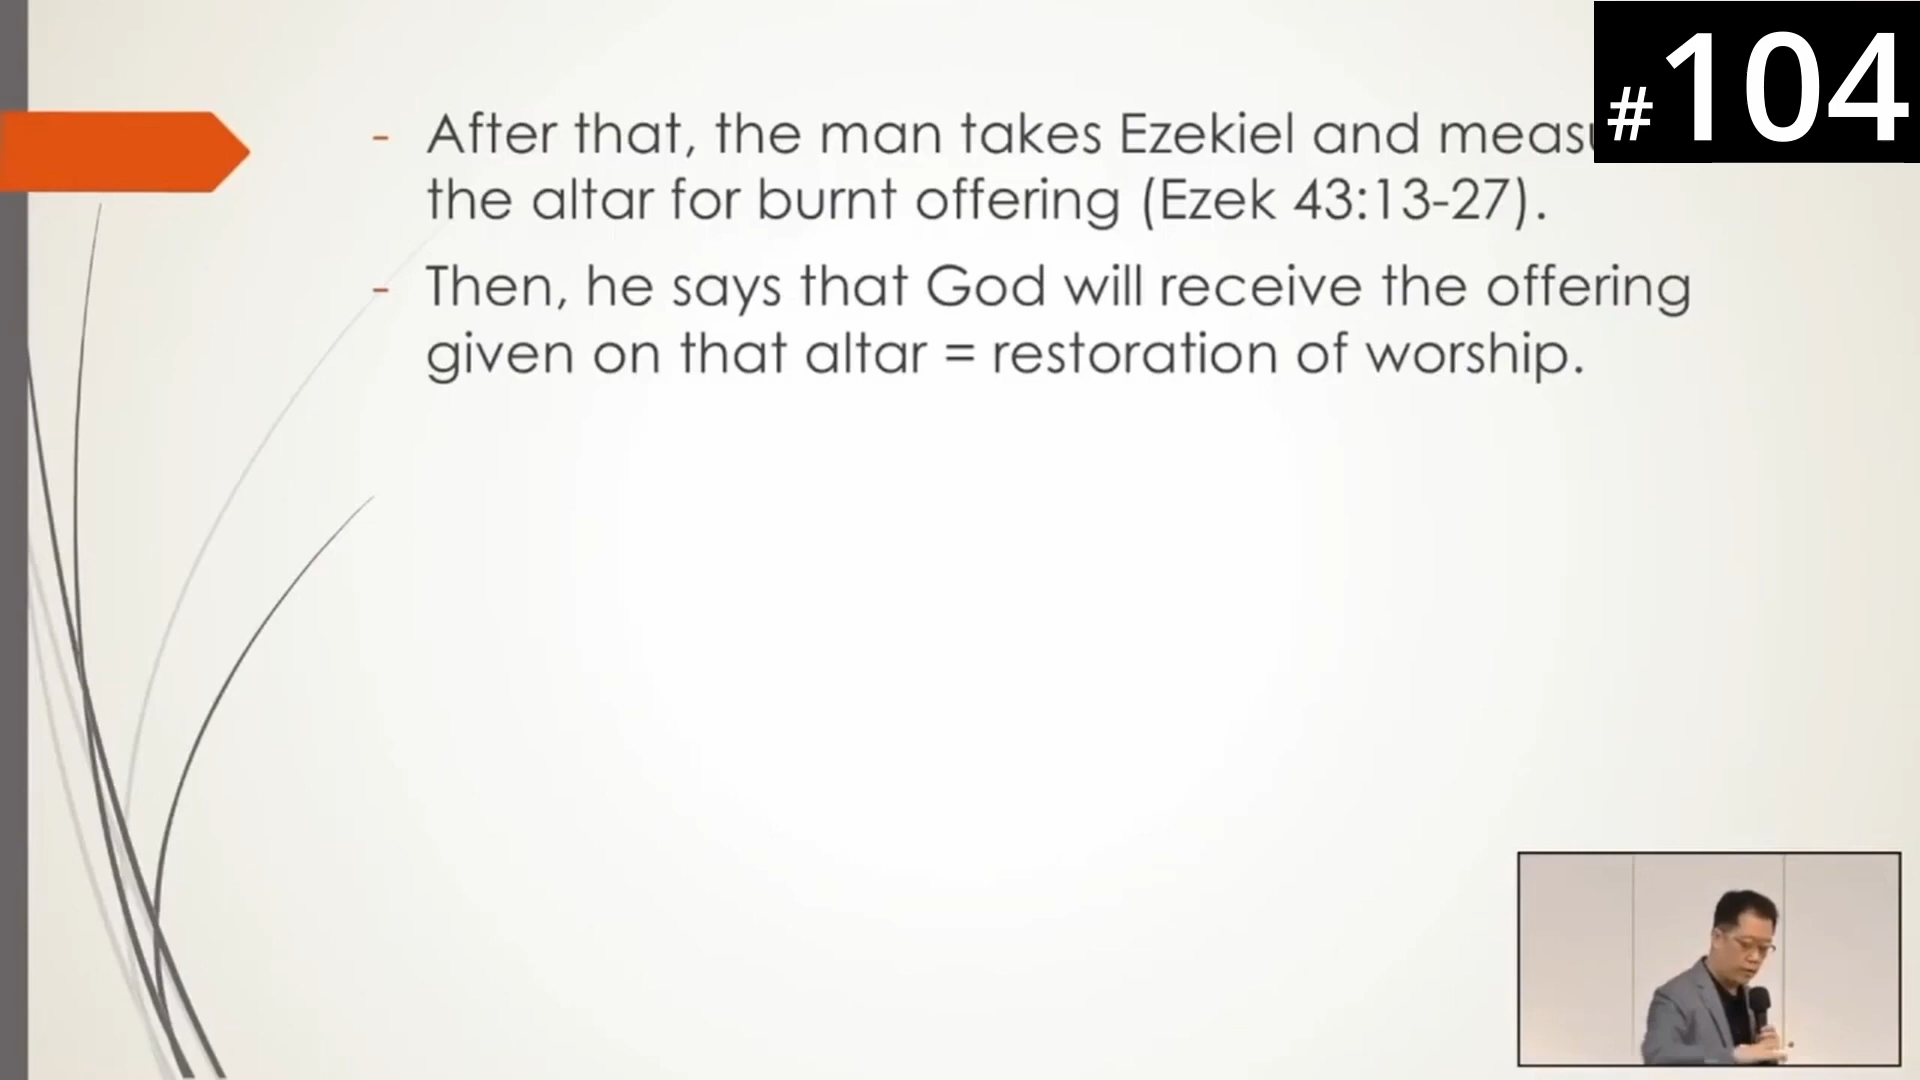 #104
- After that, the man takes Ezekiel and
the altar for burnt offering (Ezek 43:13-27).
- Then, he says that God will receive the offering
given on that altar = restoration of worship.